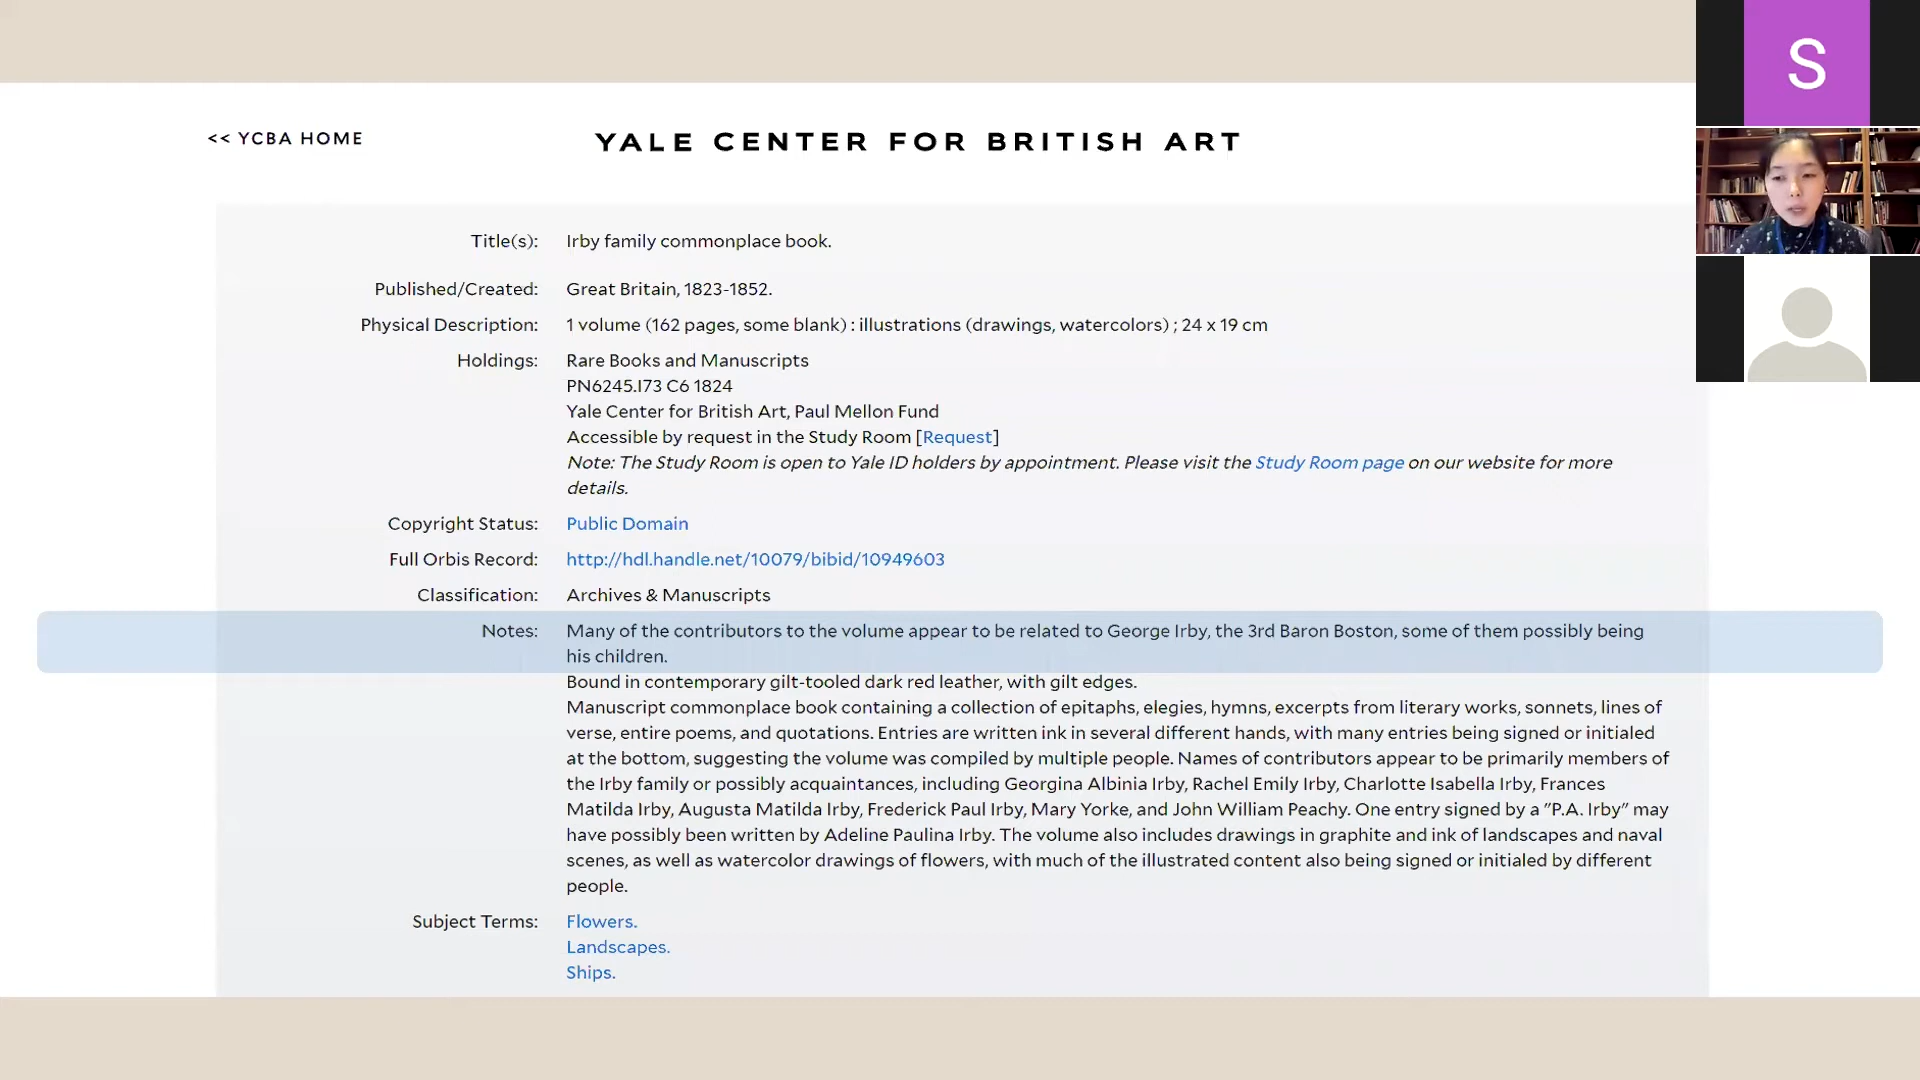 << YCBA HOME
YALE CENTER FOR BRITISH ART
S
Title(s): Irby family commonplace book.
Published/Created: Great Britain, 1823-1852.
Physical Description: 1 volume (162 pages, some blank) : illustrations (drawings, watercolors) ; 24 x 19 cm
Holdings: Rare Books and Manuscripts
PN6245.I73 C6 1824
Yale Center for British Art, Paul Mellon Fund
Accessible by request in the Study Room [Request]
Note: The Study Room is open to Yale ID holders by appointment. Please visit the Study Room page on our website for more
details.
Copyright Status: Public Domain
Full Orbis Record: http://hdl.handle.net/10079/bibid/10949603
Classification: Archives & Manuscripts
Notes: Many of the contributors to the volume appear to be related to George Irby, the 3rd Baron Boston, some of them possibly being
his children.
Bound in contemporary gilt-tooled dark red leather, with gilt edges.
Manuscript commonplace book containing a collection of epitaphs, elegies, hymns, excerpts from literary works, sonnets, lines of
verse, entire poems, and quotations. Entries are written ink in several different hands, with many entries being signed or initialed
at the bottom, suggesting the volume was compiled by multiple people. Names of contributors appear to be primarily members of
the Irby family or possibly acquaintances, including Georgina Albinia Irby, Rachel Emily Irby, Charlotte Isabella Irby, Frances
Matilda Irby, Augusta Matilda Irby, Frederick Paul Irby, Mary Yorke, and John William Peachy. One entry signed by a "P.A. Irby" may
have possibly been written by Adeline Paulina Irby. The volume also includes drawings in graphite and ink of landscapes and naval
scenes, as well as watercolor drawings of flowers, with much of the illustrated content also being signed or initialed by different
people.
Subject Terms: Flowers.
Landscapes.
Ships.